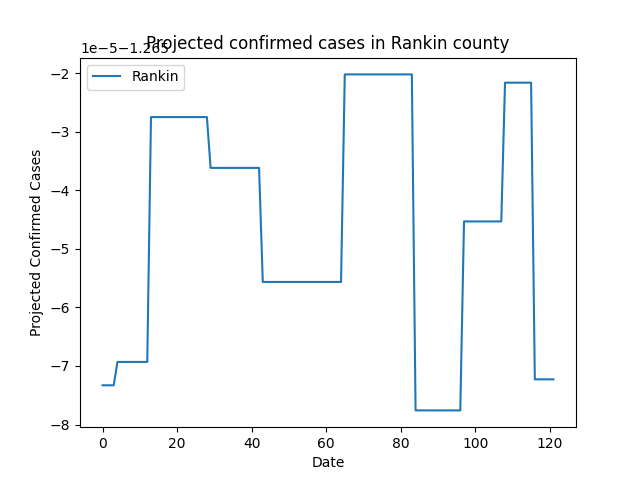 Projected confirmed cases in Rankin county
1e−5−1.265
Rankin
−2
−3
−4
−5
−6
−7
−8
Projected Confirmed Cases
0 20 40 60 80 100 120
Date